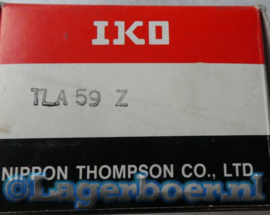 IKO
TLA 59 Z
NIPPON THOMPSON CO., LTD.
©Lagerboer.nl